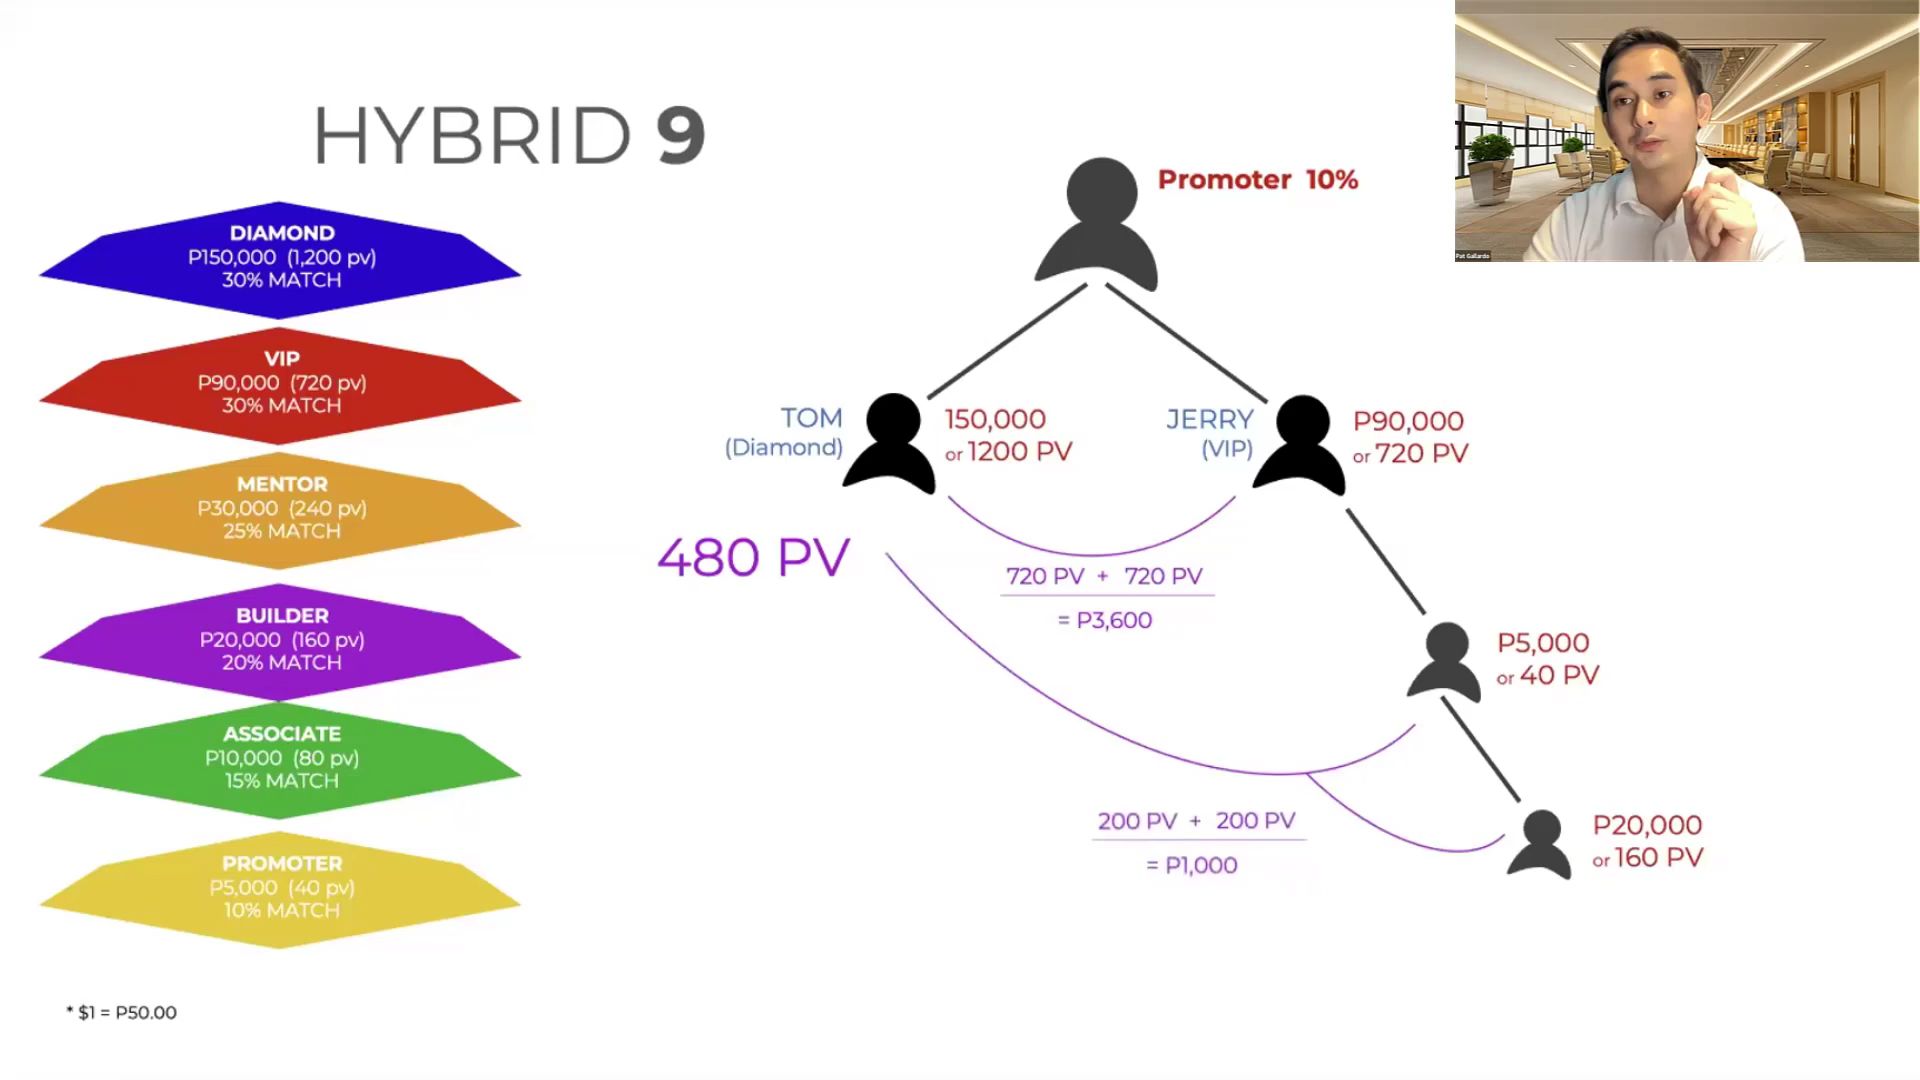 HYBRID 9
DIAMOND
P150,000 (1,200 pv)
30% MATCH
VIP
P90,000 (720 pv)
30% MATCH
MENTOR
P30,000 (240 pv)
25% MATCH
BUILDER
P20,000 (160 pv)
20% MATCH
ASSOCIATE
P10,000 (80 pv)
15% MATCH
PROMOTER
P5,000 (40 pv)
10% MATCH
* $1 = P50.00
Promoter 10%
TOM
(Diamond)
150,000
or 1200 PV
JERRY
(VIP)
P90,000
or 720 PV
480 PV
720 PV + 720 PV
= P3,600
P5,000
or 40 PV
200 PV + 200 PV
= P1,000
P20,000
or 160 PV
Pat Gallardo